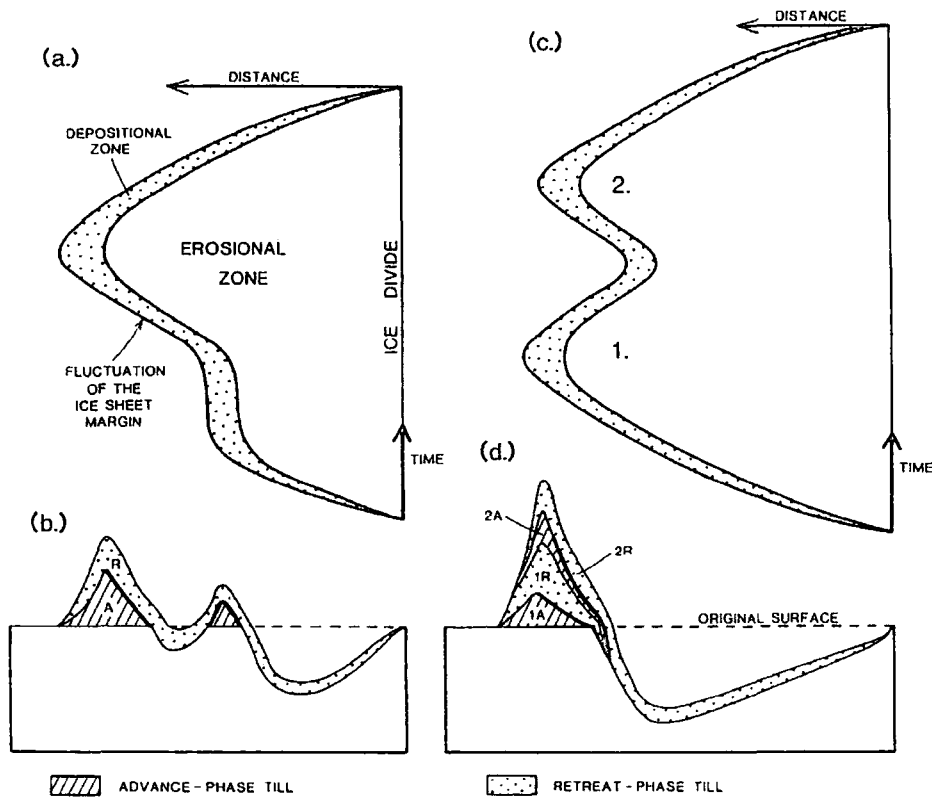 (a.)
DISTANCE
DEPOSITIONAL
ZONE
EROSIONAL
ZONE
ICE DIVIDE
FLUCTUATION
OF THE
ICE SHEET
MARGIN
TIME
(c.)
DISTANCE
2.
1.
TIME
(b.)
R
A
(d.)
2A
2R
1R
1A
ORIGINAL SURFACE
ADVANCE-PHASE TILL
RETREAT-PHASE TILL